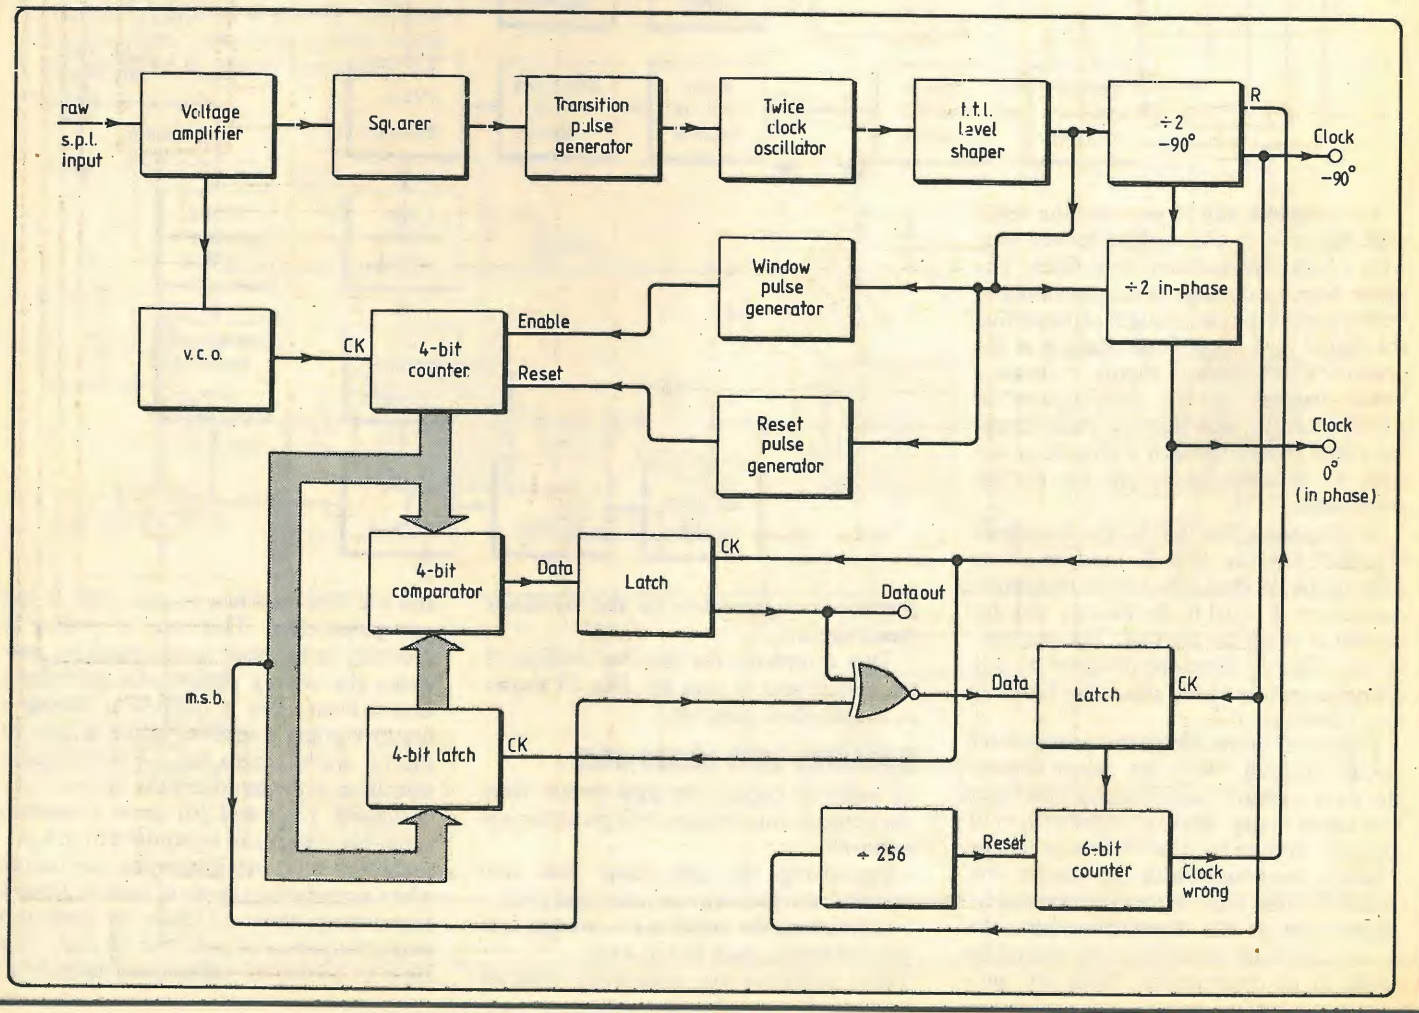 raw
s.p.l.
input
Voltage
amplifier
Squarer
Transition
pulse
generator
Twice
clock
oscillator
t.t.l.
level
shaper
÷2
−90°
R
Clock
−90°
Window
pulse
generator
÷2 in-phase
v.c.o.
CK
4-bit
counter
Enable
Reset
Reset
pulse
generator
Clock
0°
(in phase)
4-bit
comparator
Data
Latch
CK
Data out
m.s.b.
4-bit latch
CK
Data
Latch
CK
÷ 256
Reset
6-bit
counter
Clock
wrong